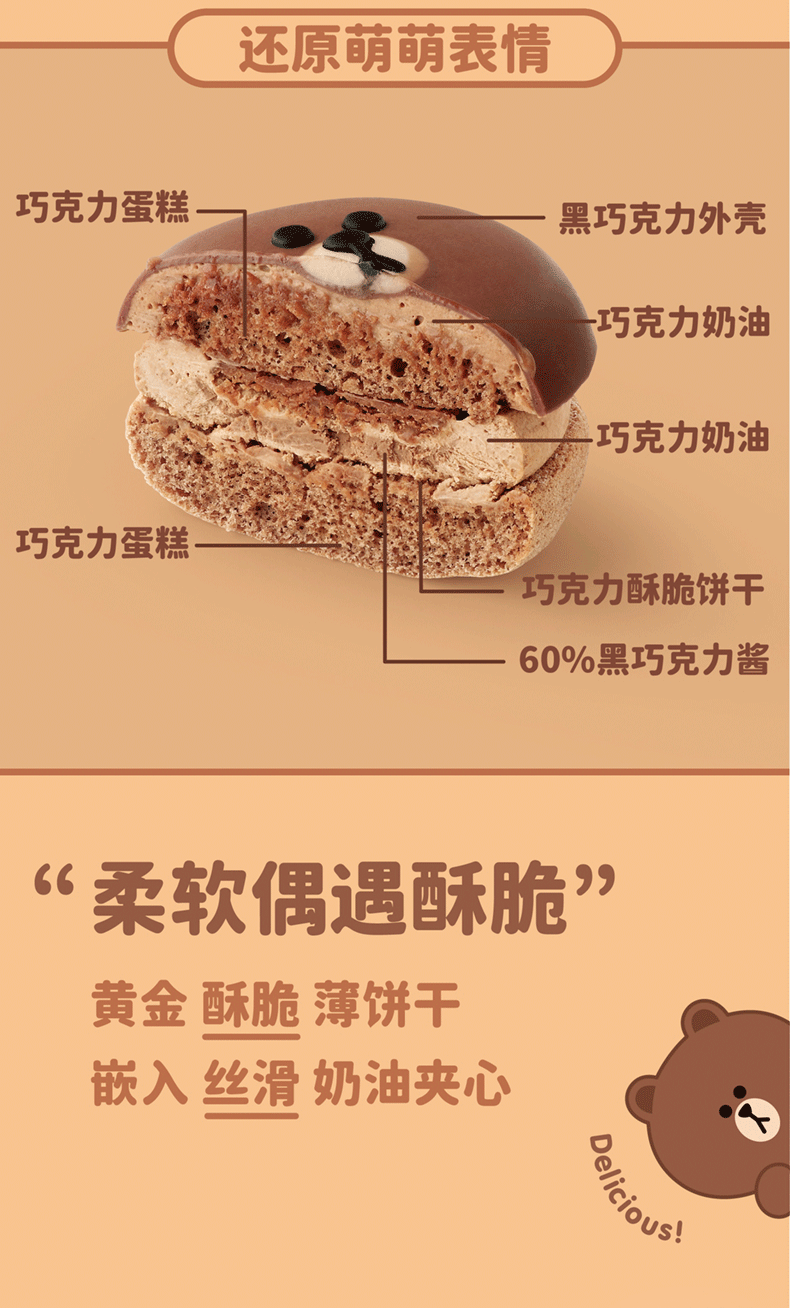 还原萌萌表情
巧克力蛋糕
黑巧克力外壳
巧克力奶油
巧克力奶油
巧克力蛋糕
巧克力酥脆饼干
60%黑巧克力酱
“柔软偶遇酥脆”
黄金 酥脆 薄饼干
嵌入 丝滑 奶油夹心
Delicious!